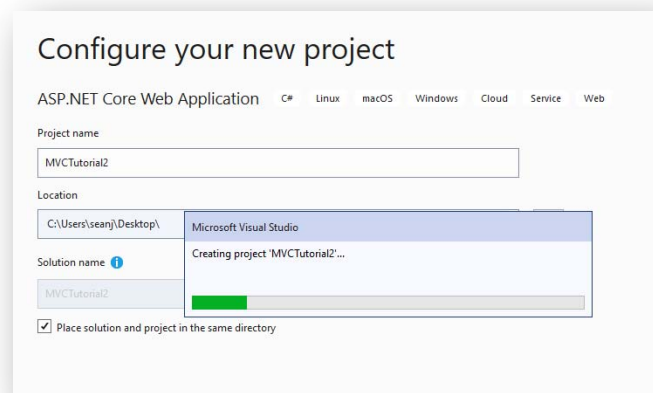 Configure your new project
ASP.NET Core Web Application C# Linux macOS Windows Cloud Service Web
Project name
MVCTutorial2
Location
C:\Users\seanj\Desktop\
Microsoft Visual Studio
Creating project 'MVCTutorial2'...
Solution name
MVCTutorial2
Place solution and project in the same directory